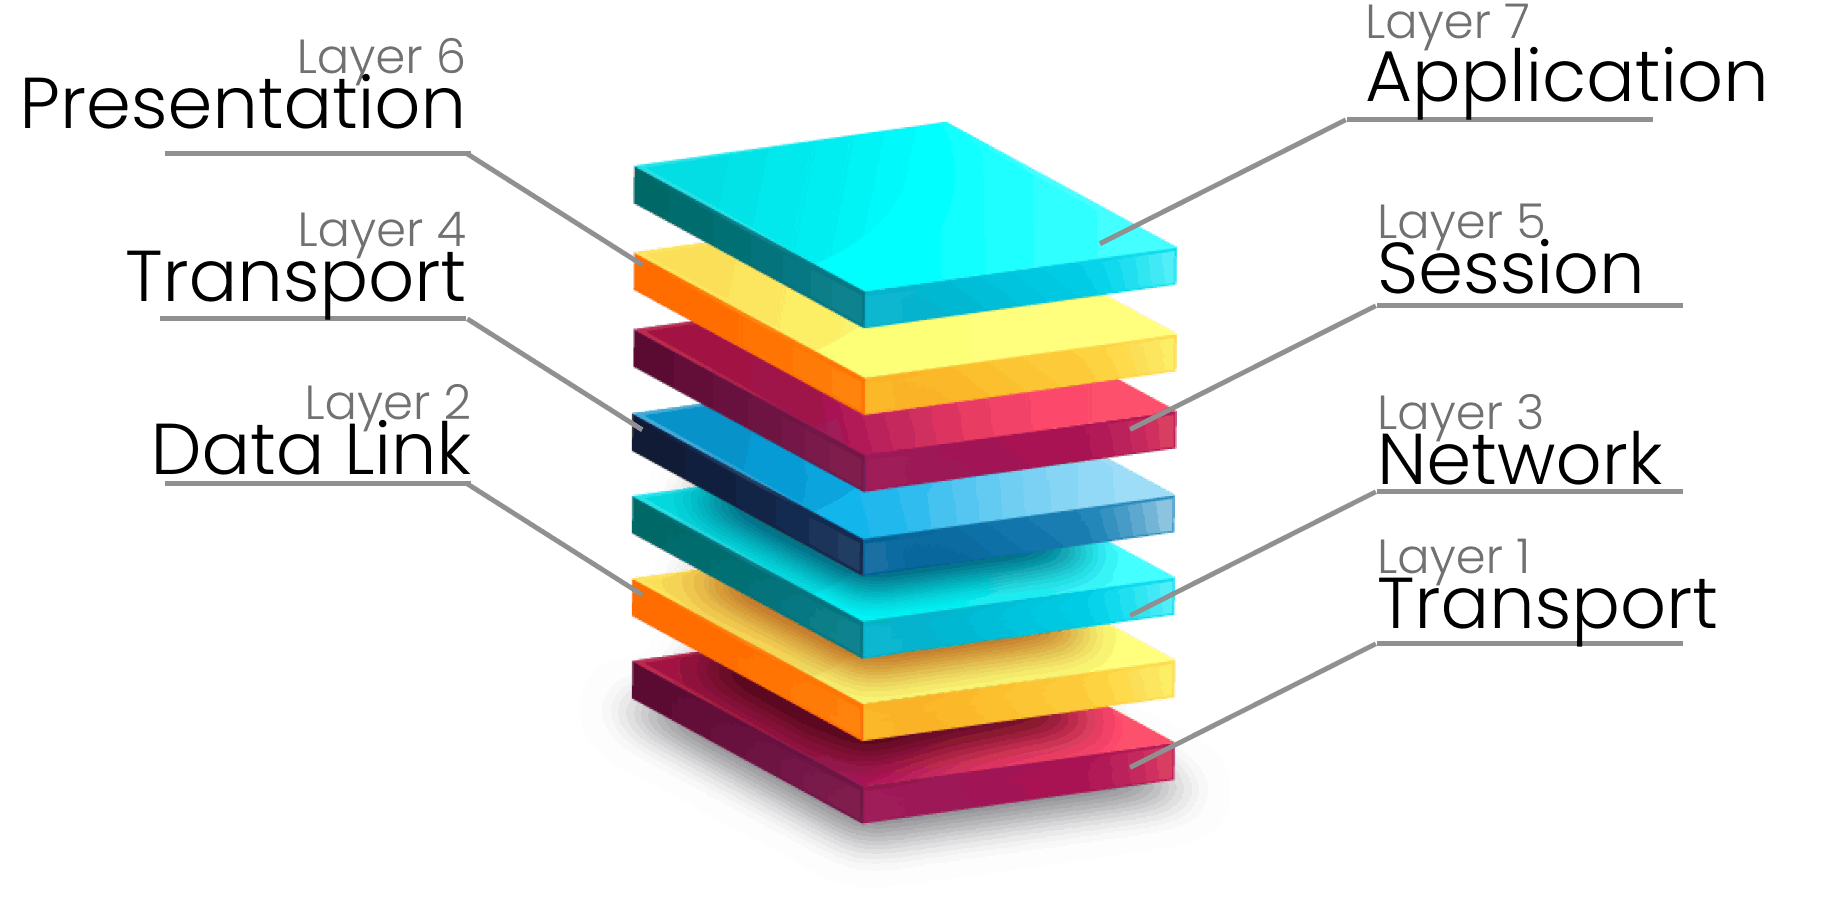 Layer 6
Presentation
Layer 4
Transport
Layer 2
Data Link
Layer 7
Application
Layer 5
Session
Layer 3
Network
Layer 1
Transport